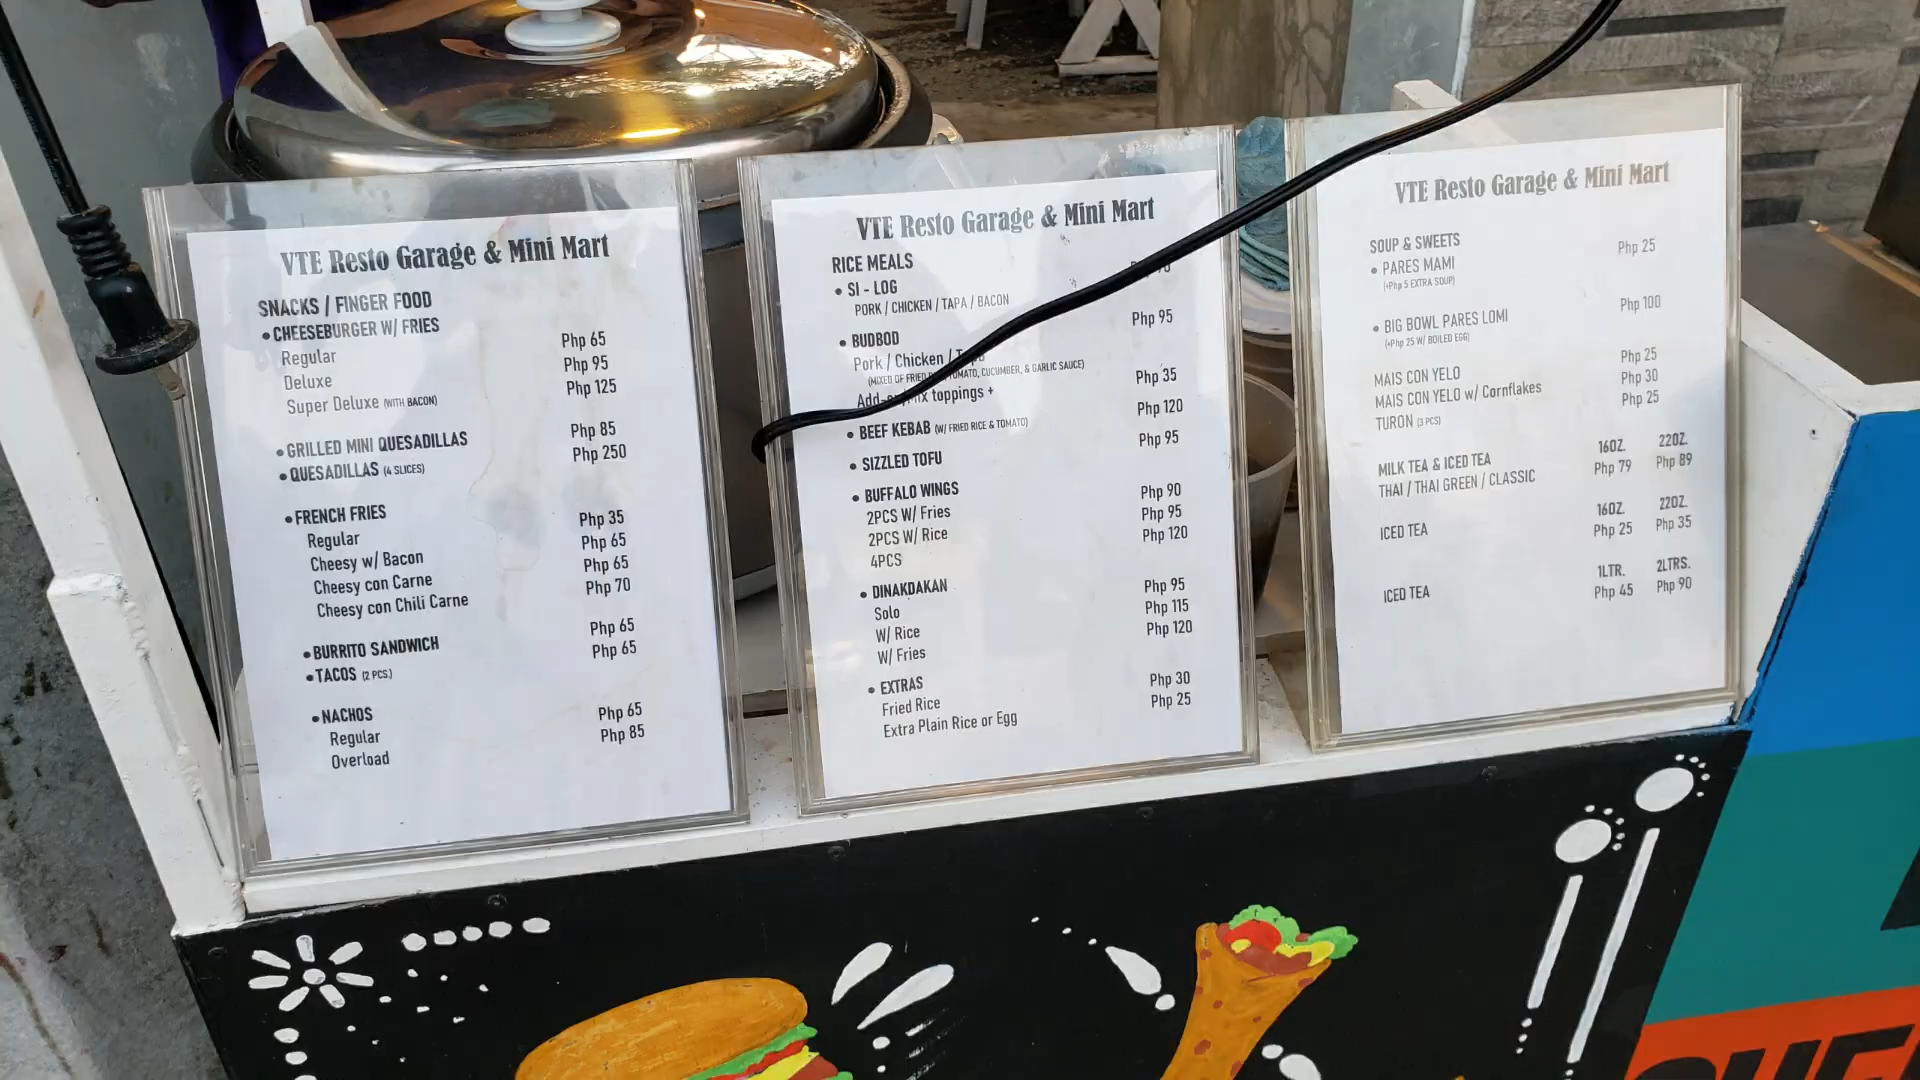 VTE Resto Garage & Mini Mart
SNACKS / FINGER FOOD
• CHEESEBURGER W/ FRIES
Regular Php 65
Deluxe Php 95
Super Deluxe (WITH BACON) Php 125
• GRILLED MINI QUESADILLAS Php 85
• QUESADILLAS (4 SLICES) Php 250
• FRENCH FRIES
Regular Php 35
Cheesy w/ Bacon Php 65
Cheesy con Carne Php 65
Cheesy con Chili Carne Php 70
• BURRITO SANDWICH Php 65
• TACOS (2 PCS.) Php 65
• NACHOS
Regular Php 65
Overload Php 85
VTE Resto Garage & Mini Mart
RICE MEALS
• SI - LOG
PORK / CHICKEN / TAPA / BACON
• BUDBOD Php 95
Pork / Chicken /
(MIXED OF FRIED TOMATO, CUCUMBER, & GARLIC SAUCE)
toppings + Php 35
• BEEF KEBAB (W/ FRIED RICE & TOMATO) Php 120
• SIZZLED TOFU Php 95
• BUFFALO WINGS
2PCS W/ Fries Php 90
2PCS W/ Rice Php 95
4PCS Php 120
• DINAKDAKAN
Solo Php 95
W/ Rice Php 115
W/ Fries Php 120
• EXTRAS
Fried Rice Php 30
Extra Plain Rice or Egg Php 25
VTE Resto Garage & Mini Mart
SOUP & SWEETS
• PARES MAMI Php 25
(+Php 5 EXTRA SOUP)
• BIG BOWL PARES LOMI Php 100
(+Php 25 W/ BOILED EGG)
MAIS CON YELO Php 25
MAIS CON YELO w/ Cornflakes Php 30
TURON (3 PCS) Php 25
16OZ. 22OZ.
MILK TEA & ICED TEA Php 79 Php 89
THAI / THAI GREEN / CLASSIC
16OZ. 22OZ.
ICED TEA Php 25 Php 35
1LTR. 2LTRS.
ICED TEA Php 45 Php 90